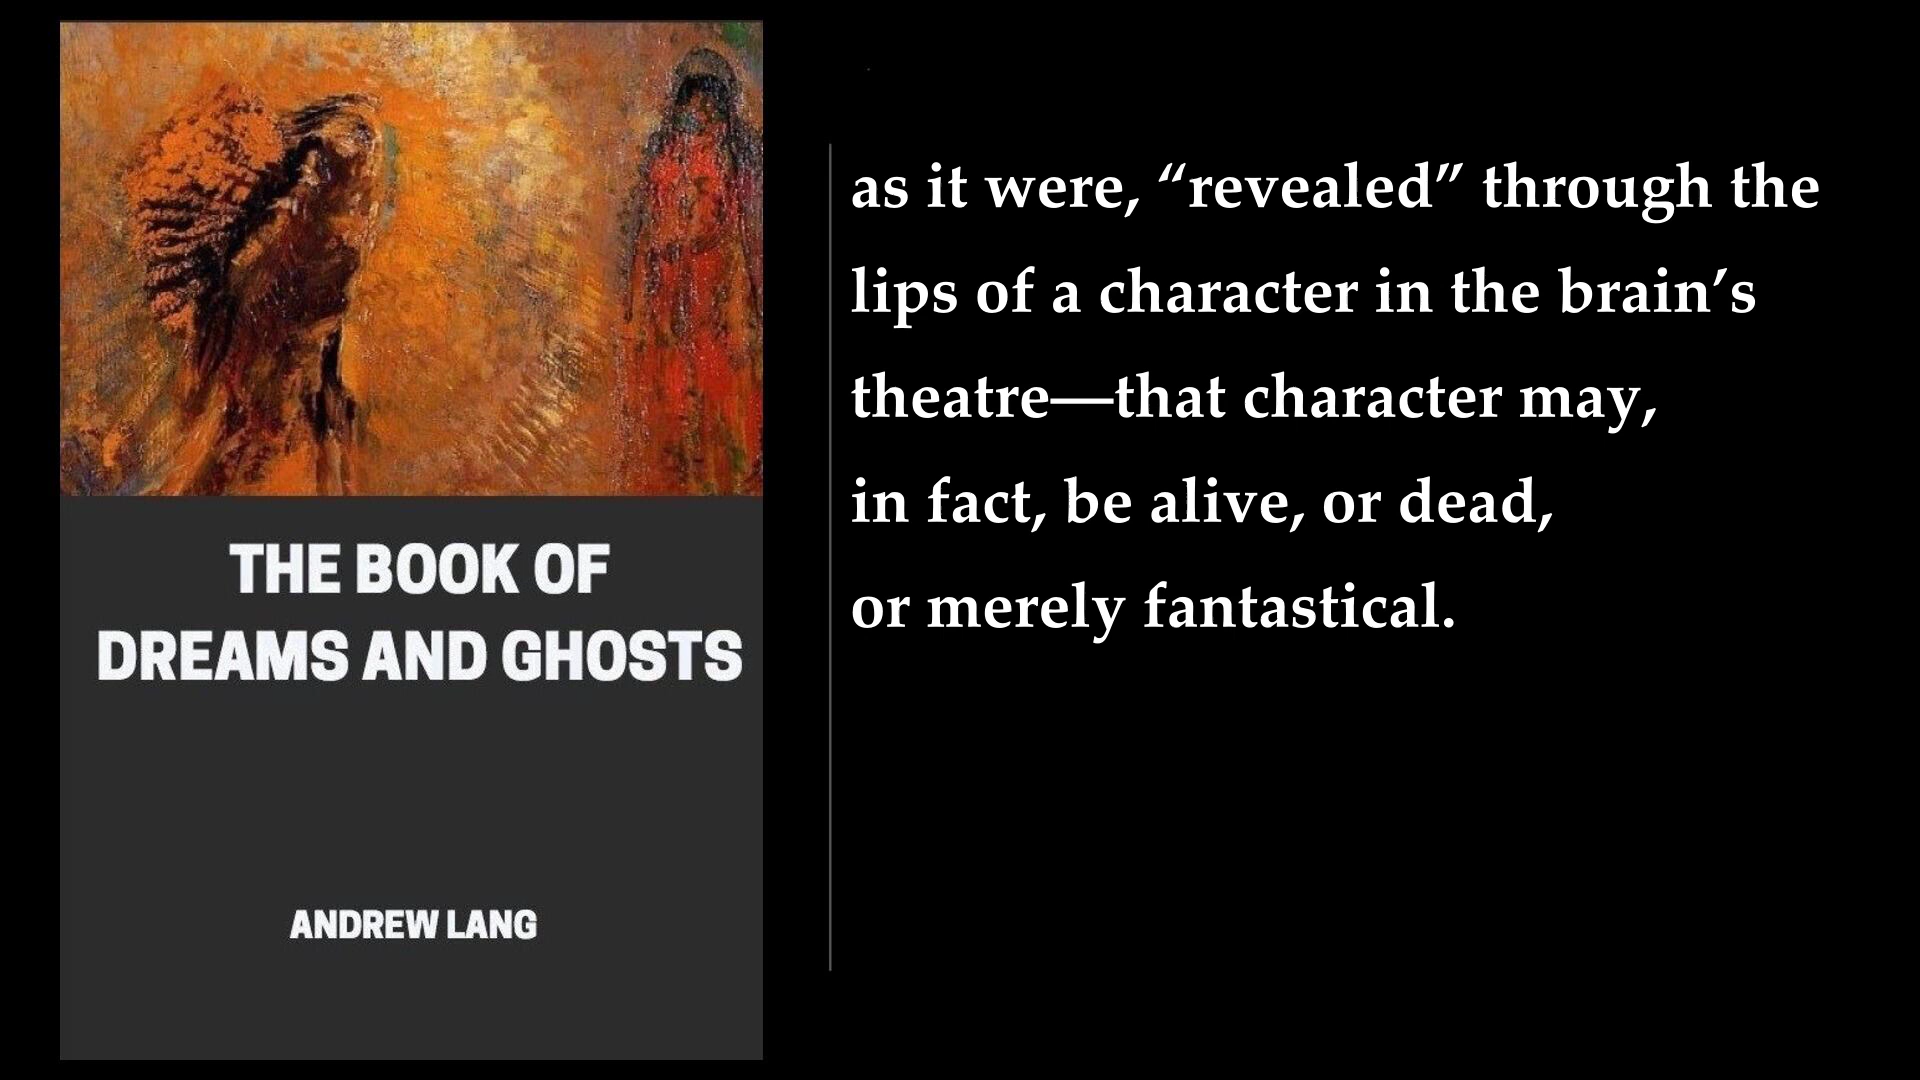 THE BOOK OF
DREAMS AND GHOSTS
ANDREW LANG
as it were, “revealed” through the
lips of a character in the brain’s
theatre—that character may,
in fact, be alive, or dead,
or merely fantastical.